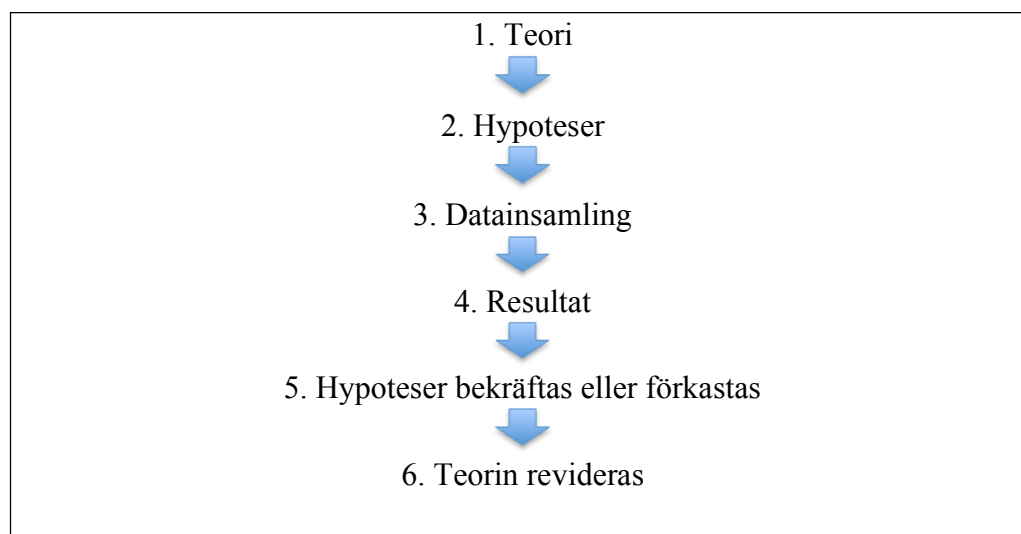 1. Teori
2. Hypoteser
3. Datainsamling
4. Resultat
5. Hypoteser bekräftas eller förkastas
6. Teorin revideras